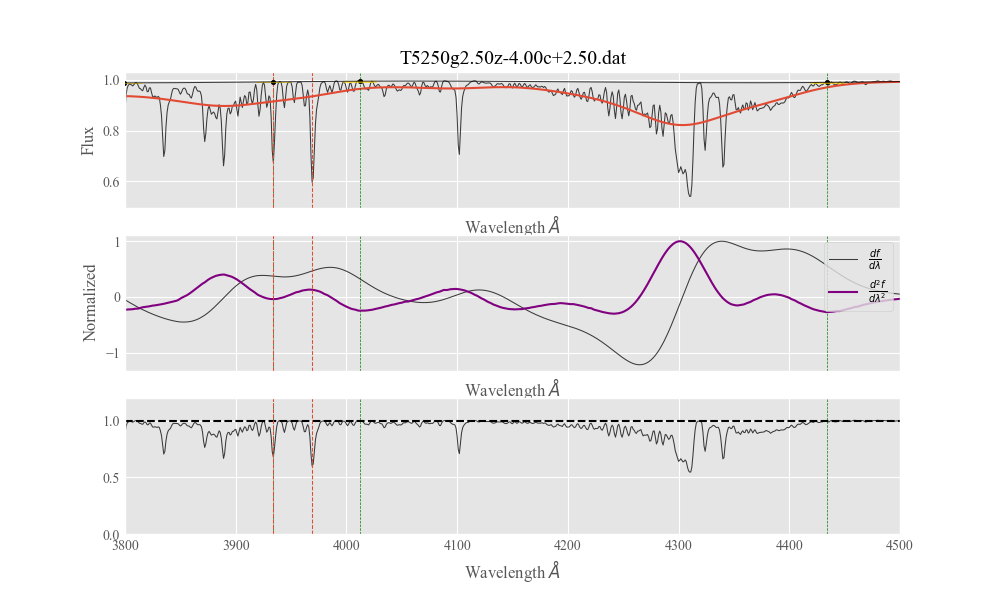 T5250g2.50z-4.00c+2.50.dat
1.0
0.8
0.6
Flux
Wavelength Å
1
0
−1
Normalized
df
dλ
d²f
dλ²
Wavelength Å
1.0
0.5
0.0
3800 3900 4000 4100 4200 4300 4400 4500
Wavelength Å